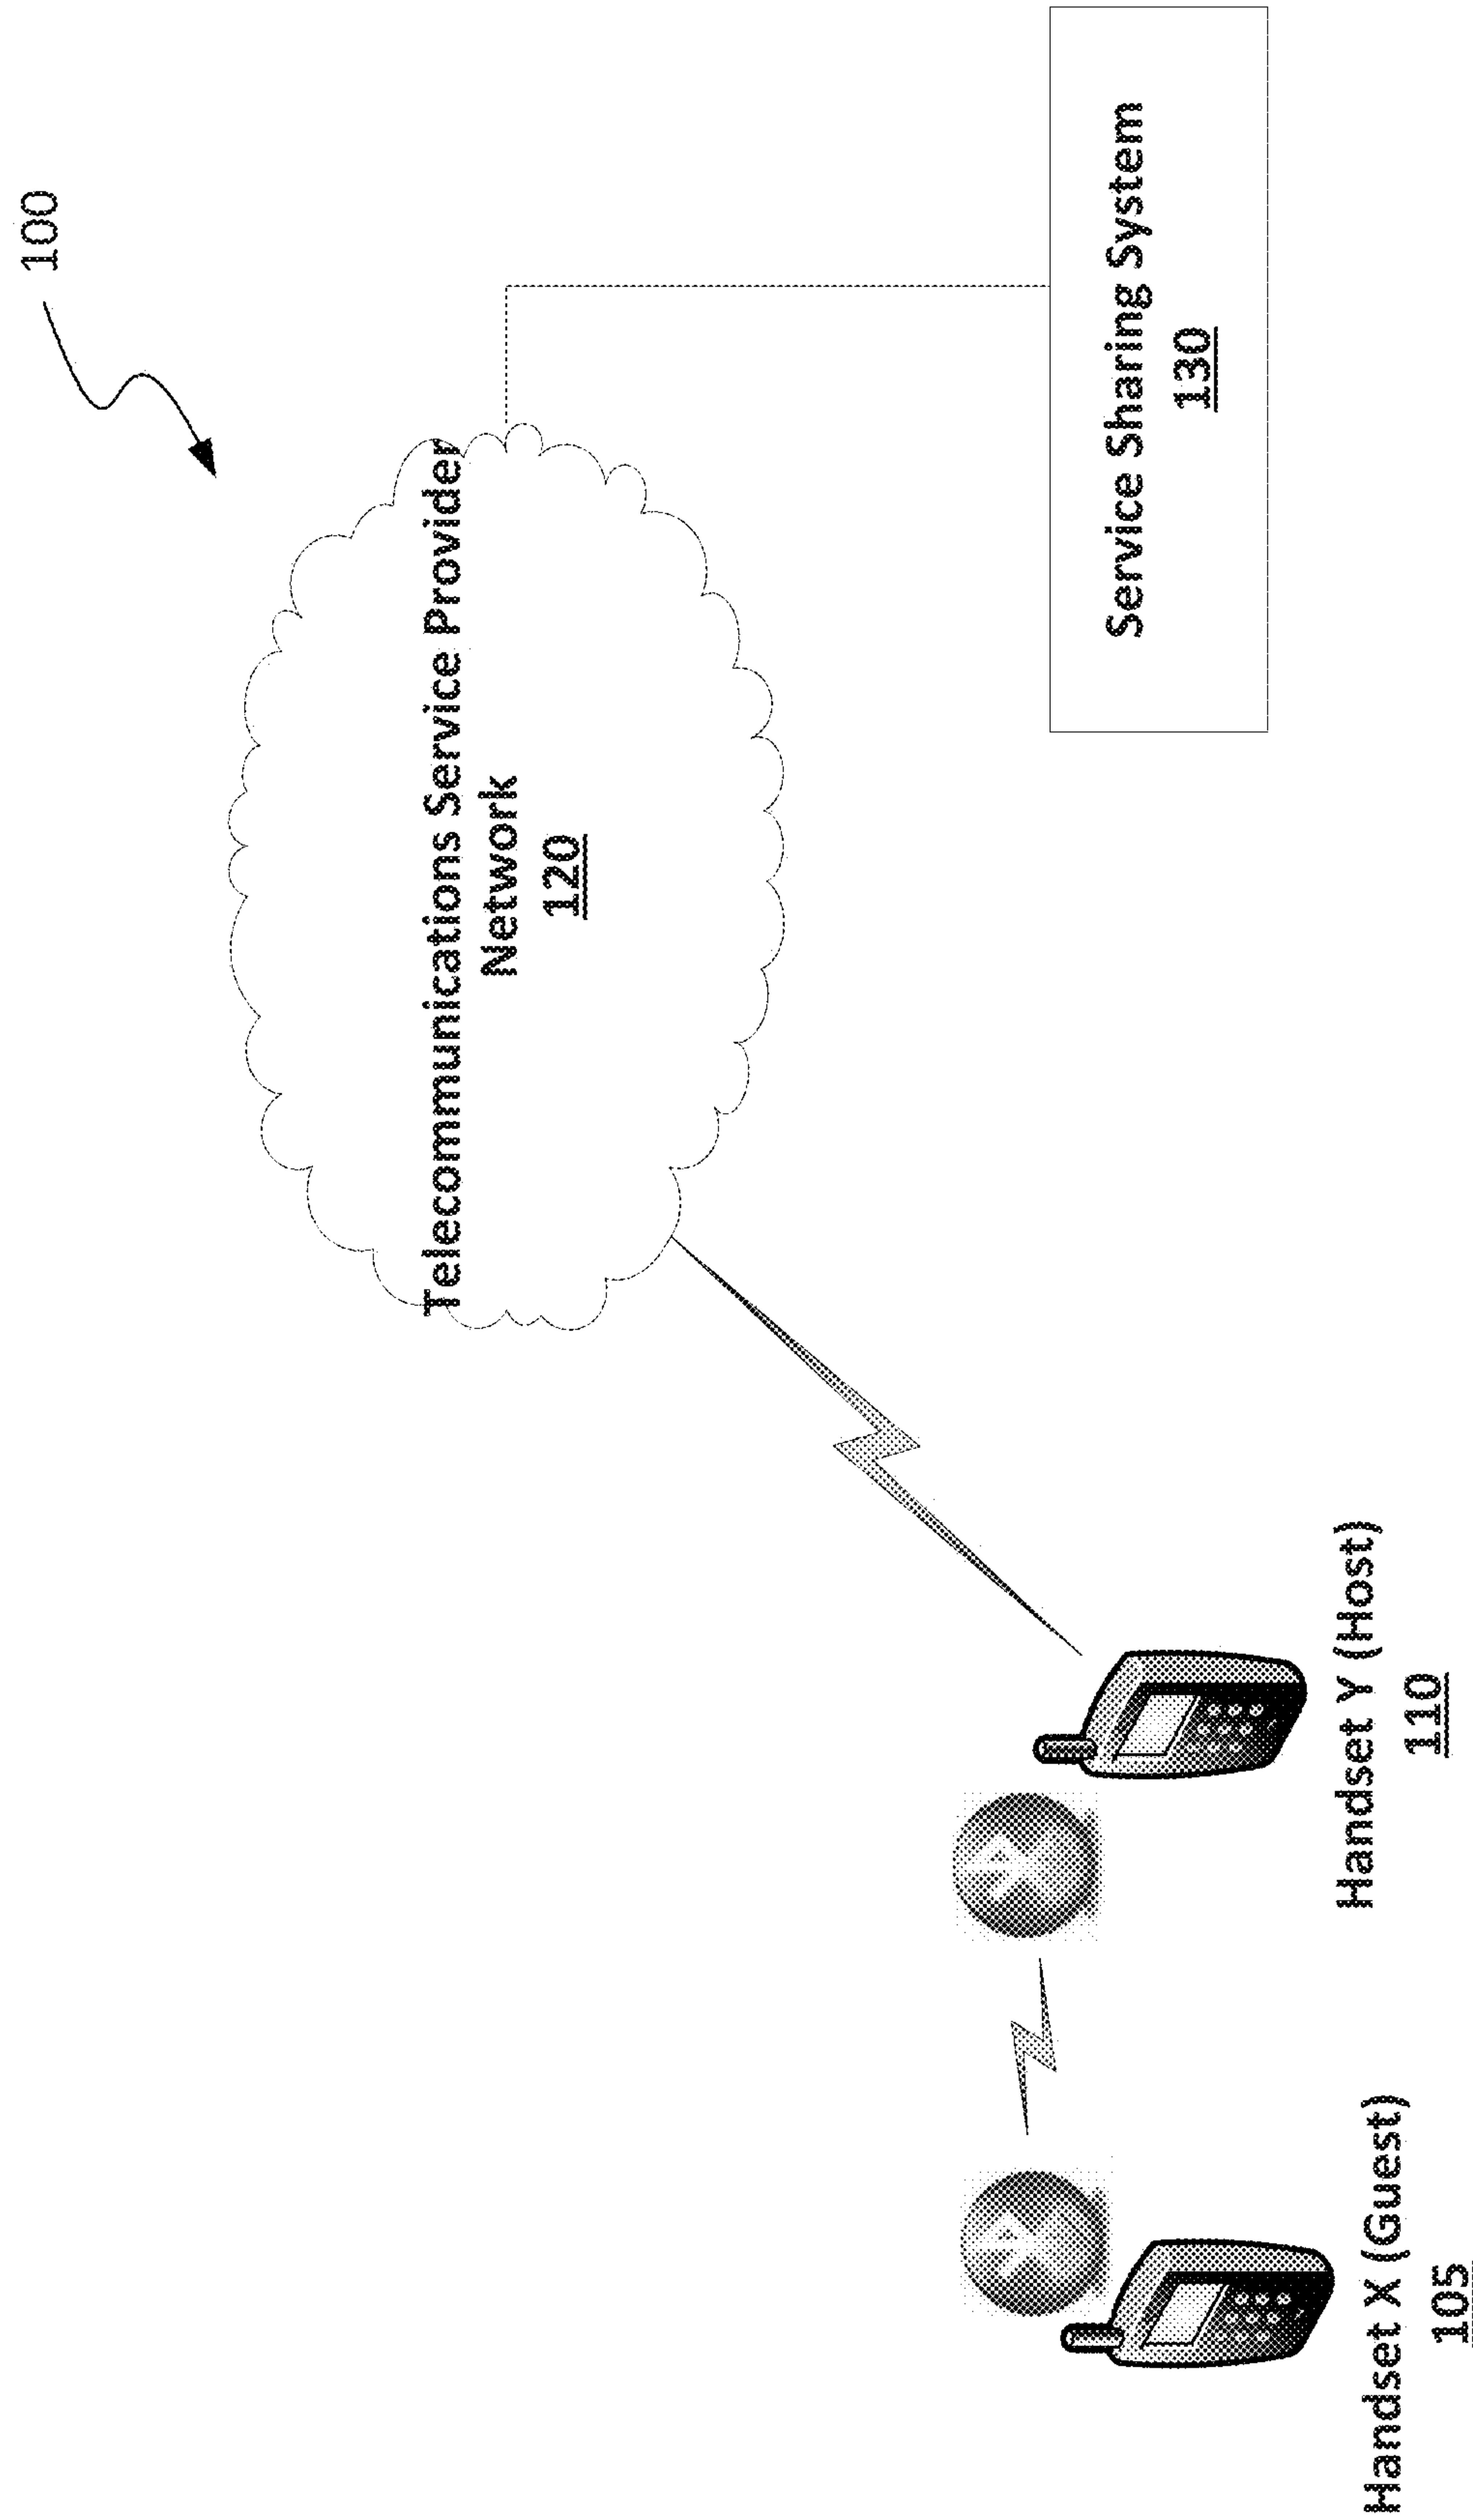 100
Telecommunications Service Provider
Network
120
Service Sharing System
130
Handset Y (Host)
110
Handset X (Guest)
105